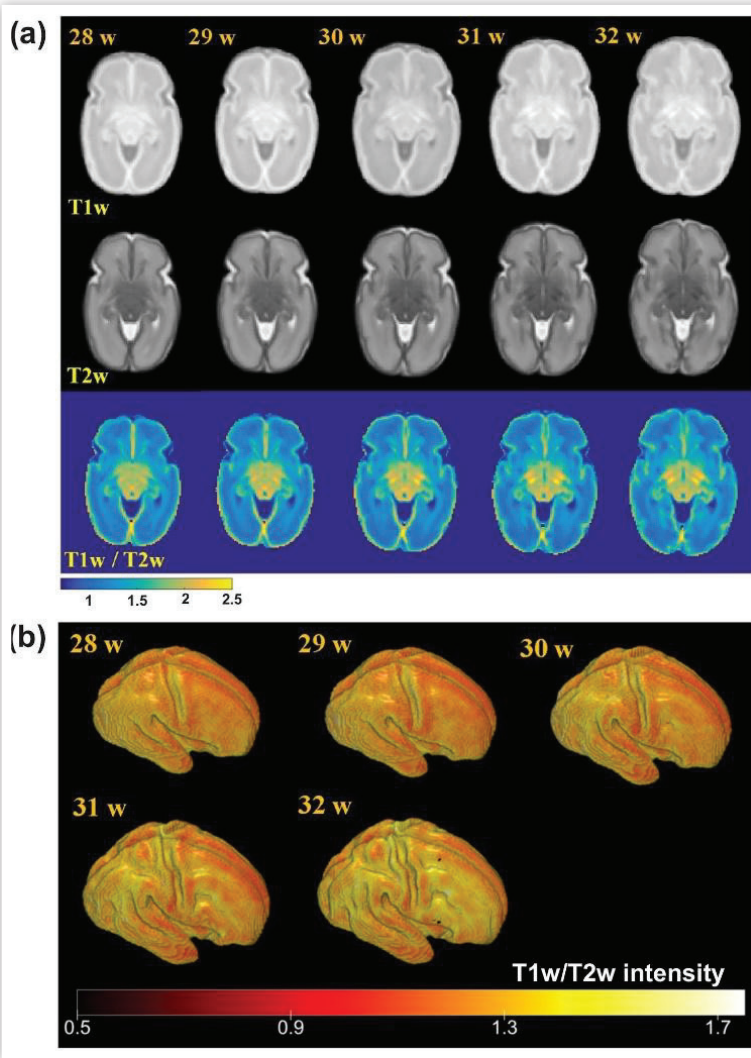 (a)
28 w 29 w 30 w 31 w 32 w
T1w
T2w
T1w / T2w
1 1.5 2 2.5
(b)
28 w 29 w 30 w
31 w 32 w
T1w/T2w intensity
0.5 0.9 1.3 1.7